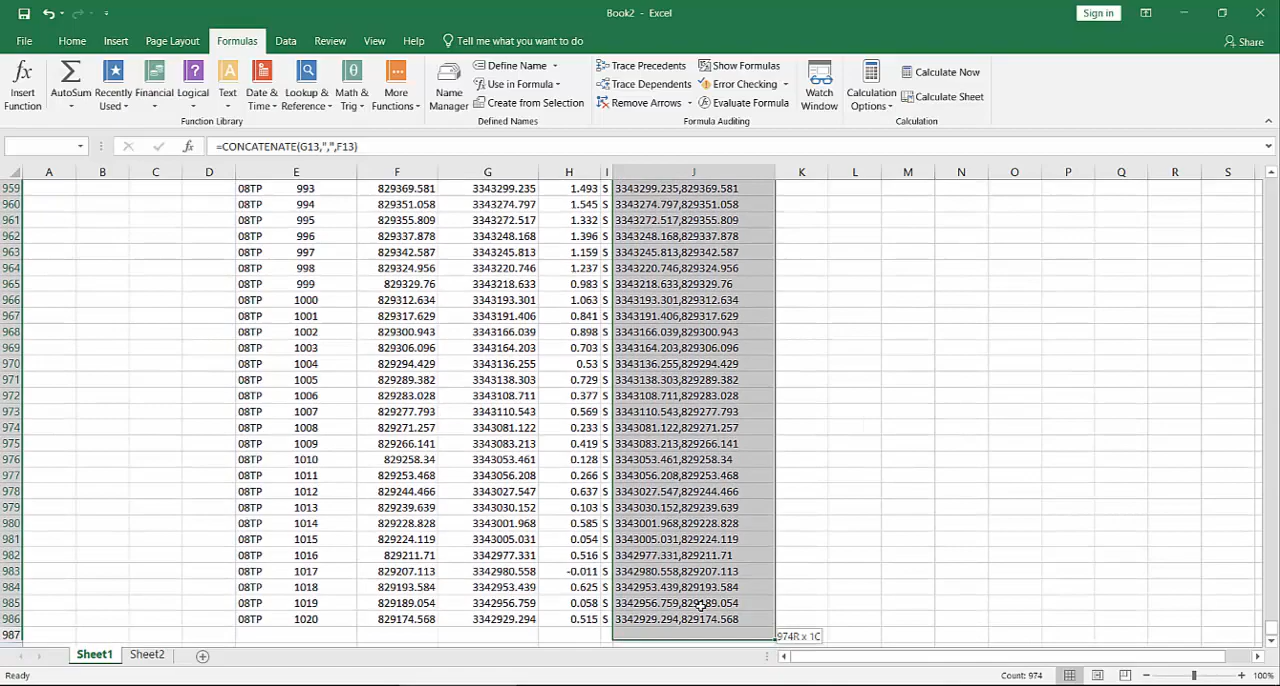 Book2 - Excel
Sign in
File Home Insert Page Layout Formulas Data Review View Help Tell me what you want to do Share
Insert Function
AutoSum
Recently Used
Financial
Logical
Text
Date & Time
Lookup & Reference
Math & Trig
More Functions
Function Library
Name Manager
Define Name
Use in Formula
Create from Selection
Defined Names
Trace Precedents
Trace Dependents
Remove Arrows
Show Formulas
Error Checking
Evaluate Formula
Formula Auditing
Watch Window
Calculation Options
Calculate Now
Calculate Sheet
Calculation
fx =CONCATENATE(G13,",",F13)
A B C D E F G H I J K L M N O P Q R S
959 08TP 993 829369.581 3343299.235 1.493 S 3343299.235,829369.581
960 08TP 994 829351.058 3343274.797 1.545 S 3343274.797,829351.058
961 08TP 995 829355.809 3343272.517 1.332 S 3343272.517,829355.809
962 08TP 996 829337.878 3343248.168 1.396 S 3343248.168,829337.878
963 08TP 997 829342.587 3343245.813 1.159 S 3343245.813,829342.587
964 08TP 998 829324.956 3343220.746 1.237 S 3343220.746,829324.956
965 08TP 999 829329.76 3343218.633 0.983 S 3343218.633,829329.76
966 08TP 1000 829312.634 3343193.301 1.063 S 3343193.301,829312.634
967 08TP 1001 829317.629 3343191.406 0.841 S 3343191.406,829317.629
968 08TP 1002 829300.943 3343166.039 0.898 S 3343166.039,829300.943
969 08TP 1003 829306.096 3343164.203 0.703 S 3343164.203,829306.096
970 08TP 1004 829294.429 3343136.255 0.53 S 3343136.255,829294.429
971 08TP 1005 829289.382 3343138.303 0.729 S 3343138.303,829289.382
972 08TP 1006 829283.028 3343108.711 0.377 S 3343108.711,829283.028
973 08TP 1007 829277.793 3343110.543 0.569 S 3343110.543,829277.793
974 08TP 1008 829271.257 3343081.122 0.233 S 3343081.122,829271.257
975 08TP 1009 829266.141 3343083.213 0.419 S 3343083.213,829266.141
976 08TP 1010 829258.34 3343053.461 0.128 S 3343053.461,829258.34
977 08TP 1011 829253.468 3343056.208 0.266 S 3343056.208,829253.468
978 08TP 1012 829244.466 3343027.547 0.637 S 3343027.547,829244.466
979 08TP 1013 829239.639 3343030.152 0.103 S 3343030.152,829239.639
980 08TP 1014 829228.828 3343001.968 0.585 S 3343001.968,829228.828
981 08TP 1015 829224.119 3343005.031 0.054 S 3343005.031,829224.119
982 08TP 1016 829211.71 3342977.331 0.516 S 3342977.331,829211.71
983 08TP 1017 829207.113 3342980.558 -0.011 S 3342980.558,829207.113
984 08TP 1018 829193.584 3342953.439 0.625 S 3342953.439,829193.584
985 08TP 1019 829189.054 3342956.759 0.058 S 3342956.759,829189.054
986 08TP 1020 829174.568 3342929.294 0.515 S 3342929.294,829174.568
987
974R x 1C
Sheet1 Sheet2
Ready Count: 974 100%